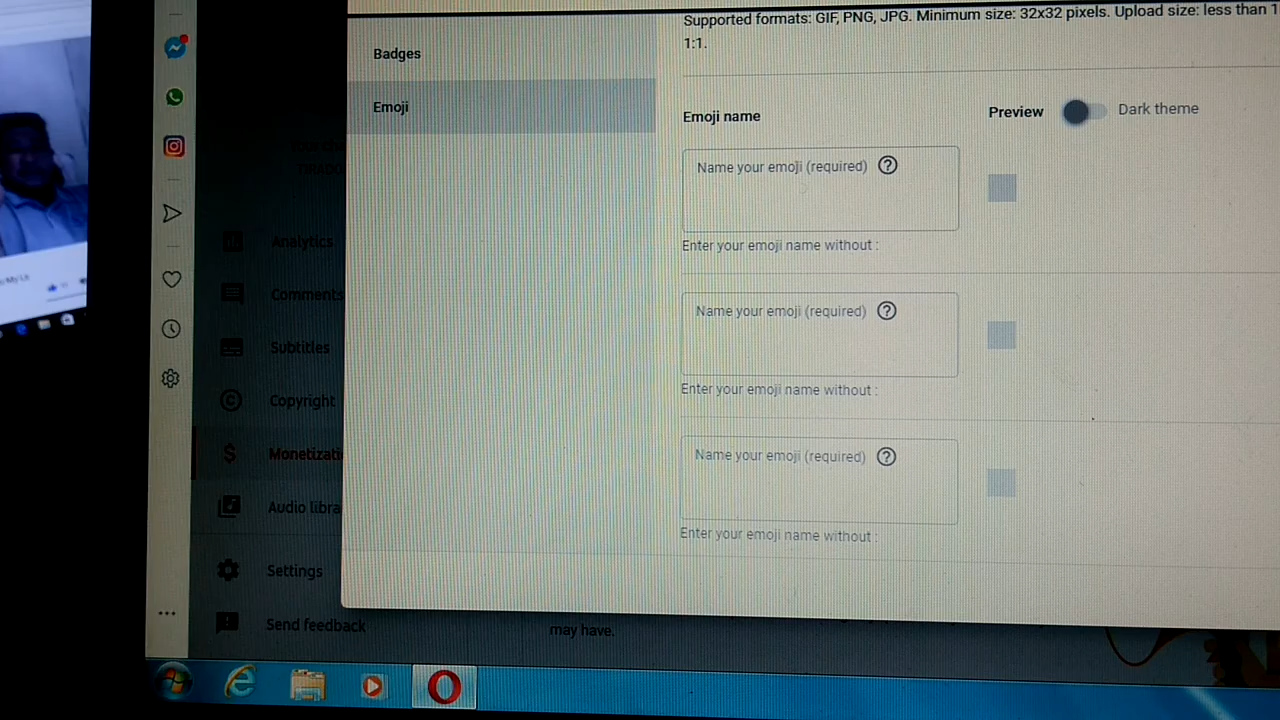 Supported formats: GIF, PNG, JPG. Minimum size: 32x32 pixels. Upload size: less than 1
1:1.
Badges
Emoji
Emoji name
Preview
Dark theme
Name your emoji (required)
Enter your emoji name without :
Name your emoji (required)
Enter your emoji name without :
Name your emoji (required)
Enter your emoji name without :
Analytics
Comments
Subtitles
Copyright
Monetizati
Audio libra
Settings
Send feedback
may have.